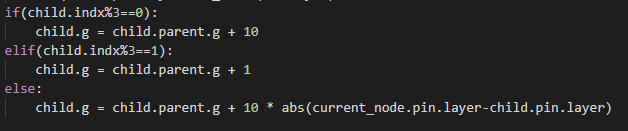 if(child.indx%3==0):
    child.g = child.parent.g + 10
elif(child.indx%3==1):
    child.g = child.parent.g + 1
else:
    child.g = child.parent.g + 10 * abs(current_node.pin.layer-child.pin.layer)